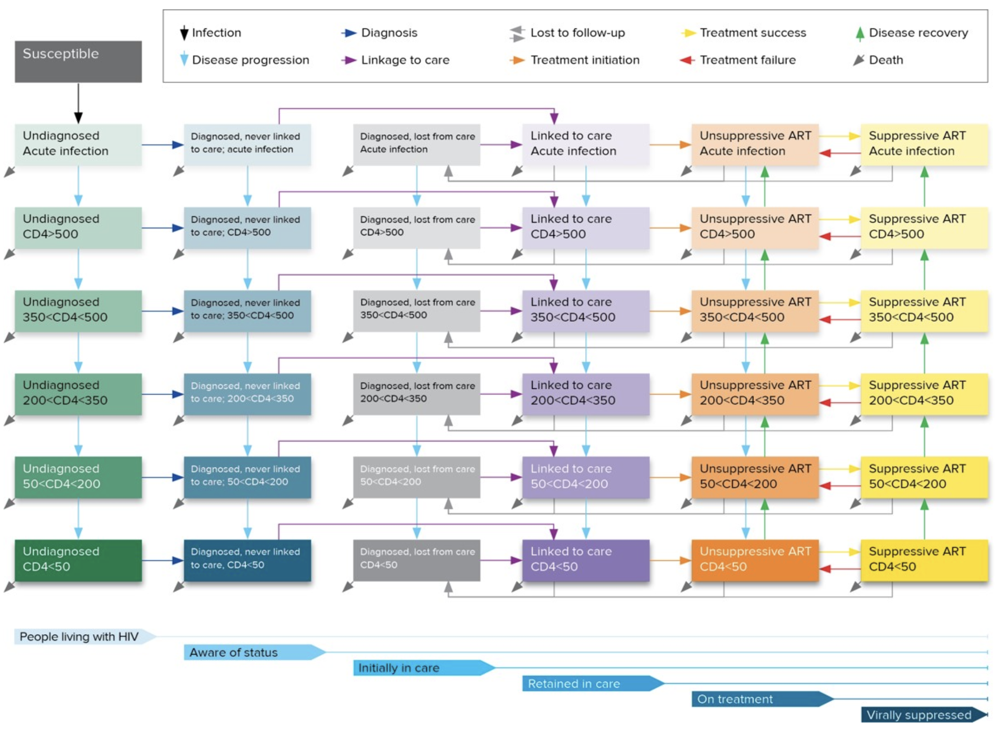 Infection
Diagnosis
Lost to follow-up
Treatment success
Disease recovery
Disease progression
Linkage to care
Treatment initiation
Treatment failure
Death
Susceptible
Undiagnosed
Acute infection
Diagnosed, never linked
to care; acute infection
Diagnosed, lost from care
Acute infection
Linked to care
Acute infection
Unsuppressive ART
Acute infection
Suppressive ART
Acute infection
Undiagnosed
CD4>500
Diagnosed, never linked
to care; CD4>500
Diagnosed, lost from care
CD4>500
Linked to care
CD4>500
Unsuppressive ART
CD4>500
Suppressive ART
CD4>500
Undiagnosed
350<CD4<500
Diagnosed, never linked
to care; 350<CD4<500
Diagnosed, lost from care
350<CD4<500
Linked to care
350<CD4<500
Unsuppressive ART
350<CD4<500
Suppressive ART
350<CD4<500
Undiagnosed
200<CD4<350
Diagnosed, never linked
to care; 200<CD4<350
Diagnosed, lost from care
200<CD4<350
Linked to care
200<CD4<350
Unsuppressive ART
200<CD4<350
Suppressive ART
200<CD4<350
Undiagnosed
50<CD4<200
Diagnosed, never linked
to care; 50<CD4<200
Diagnosed, lost from care
50<CD4<200
Linked to care
50<CD4<200
Unsuppressive ART
50<CD4<200
Suppressive ART
50<CD4<200
Undiagnosed
CD4<50
Diagnosed, never linked
to care, CD4<50
Diagnosed, lost from care
CD4<50
Linked to care
CD4<50
Unsuppressive ART
CD4<50
Suppressive ART
CD4<50
People living with HIV
Aware of status
Initially in care
Retained in care
On treatment
Virally suppressed